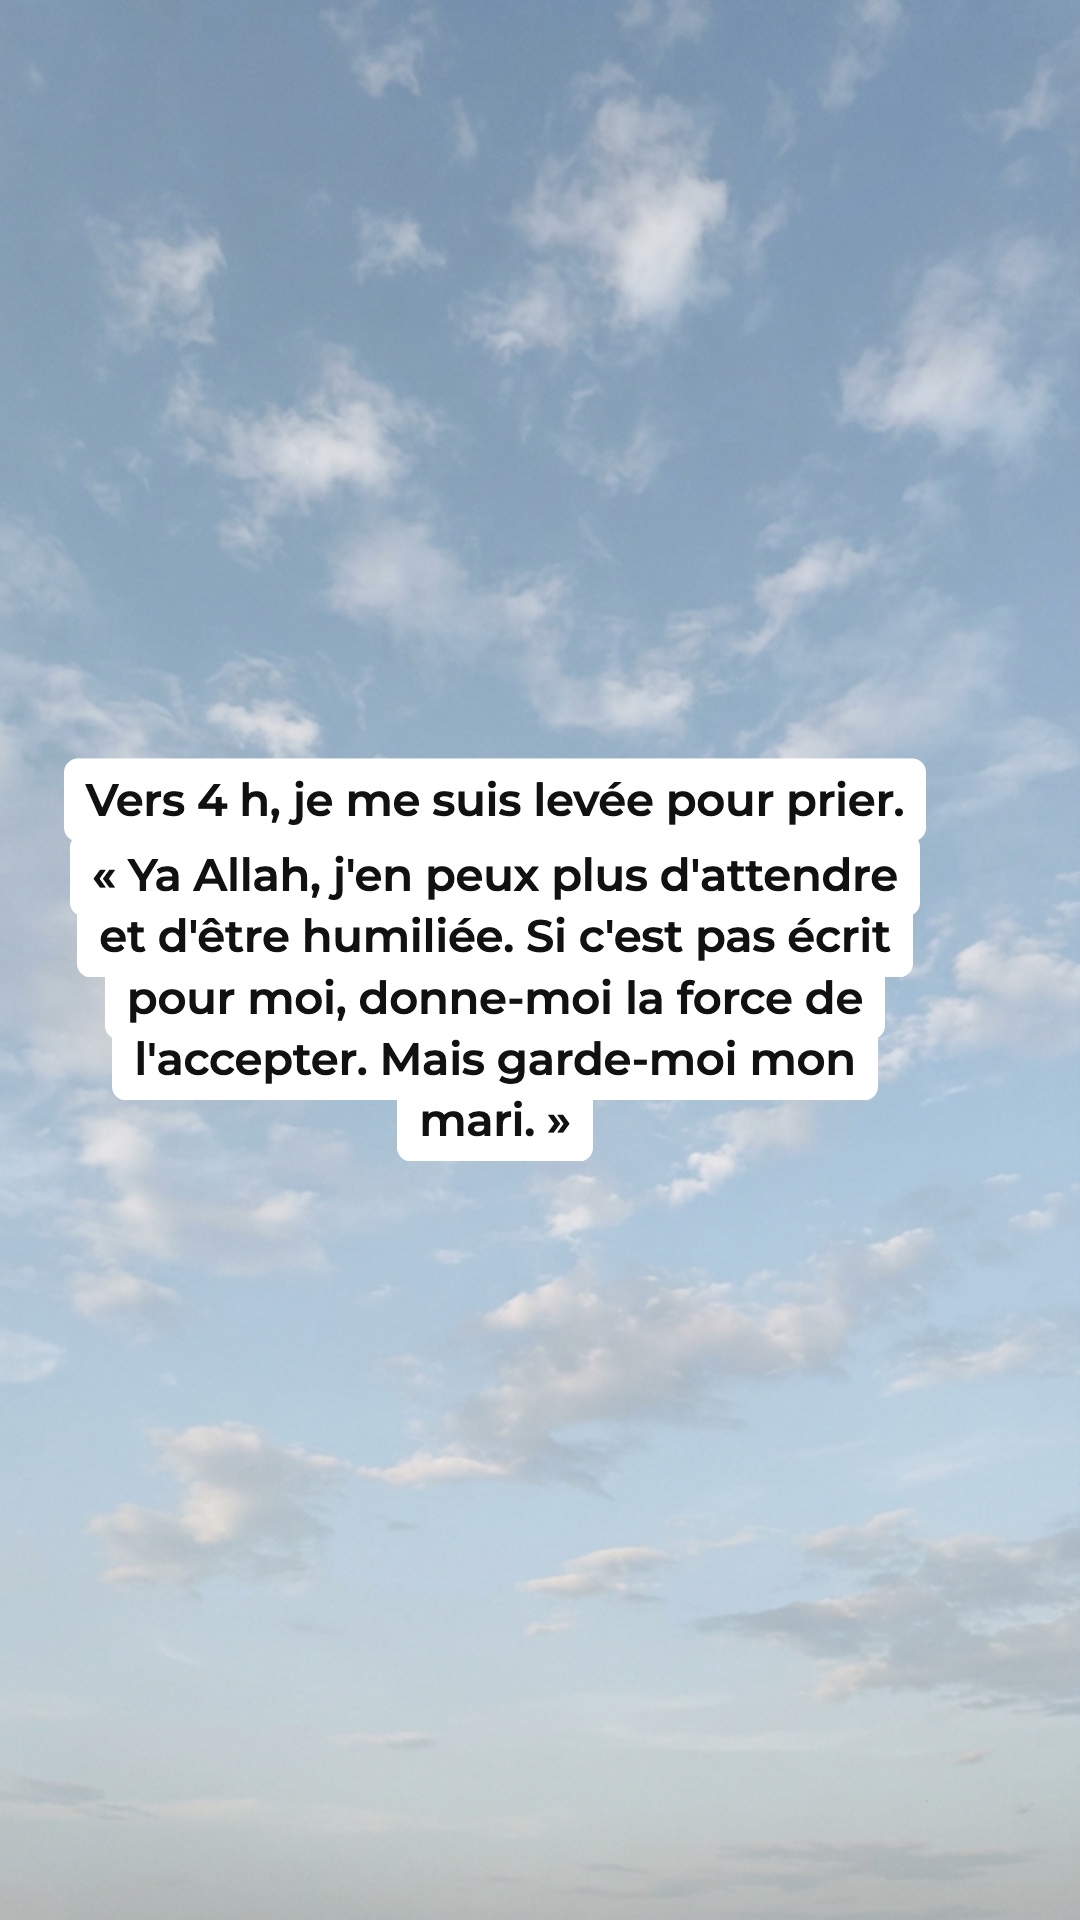 Vers 4 h, je me suis levée pour prier.
« Ya Allah, j'en peux plus d'attendre
et d'être humiliée. Si c'est pas écrit
pour moi, donne-moi la force de
l'accepter. Mais garde-moi mon
mari. »